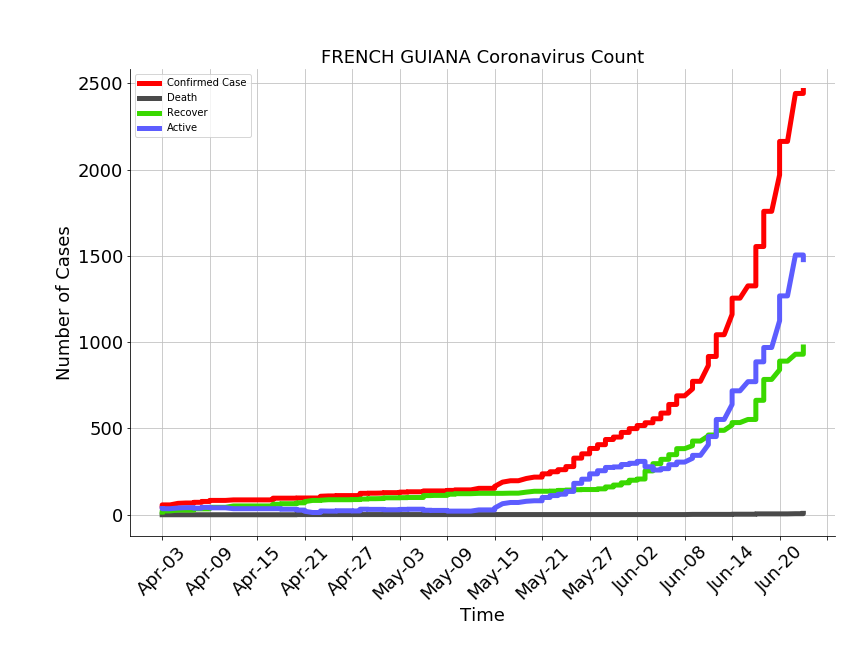 FRENCH GUIANA Coronavirus Count
Confirmed Case
Death
Recover
Active
Number of Cases
2500
2000
1500
1000
500
0
Apr-03
Apr-09
Apr-15
Apr-21
Apr-27
May-03
May-09
May-15
May-21
May-27
Jun-02
Jun-08
Jun-14
Jun-20
Time